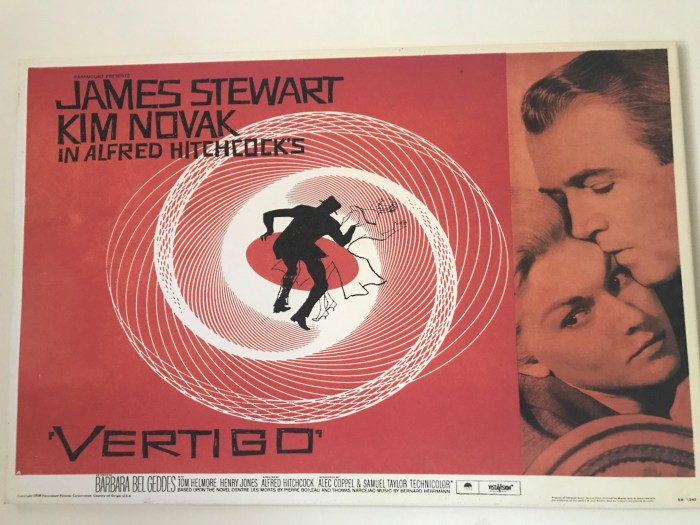 PARAMOUNT PRESENTS
JAMES STEWART
KIM NOVAK
IN ALFRED HITCHCOCK'S
'VERTIGO'
BARBARA BEL GEDDES TOM HELMORE HENRY JONES ALFRED HITCHCOCK ALEC COPPEL & SAMUEL TAYLOR TECHNICOLOR®
BASED UPON THE NOVEL D'ENTRE LES MORTS BY PIERRE BOILEAU AND THOMAS NARCEJAC MUSIC BY BERNARD HERRMANN
VISTAVISION